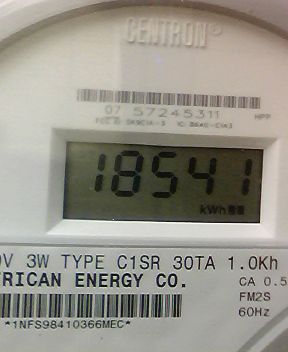 CENTRON®
07 57245311
HPP
18541
kWh
V 3W TYPE C1SR 30TA 1.0Kh
RICAN ENERGY CO.
CA 0.5
FM2S
60Hz
*1NFS98410366MEC*